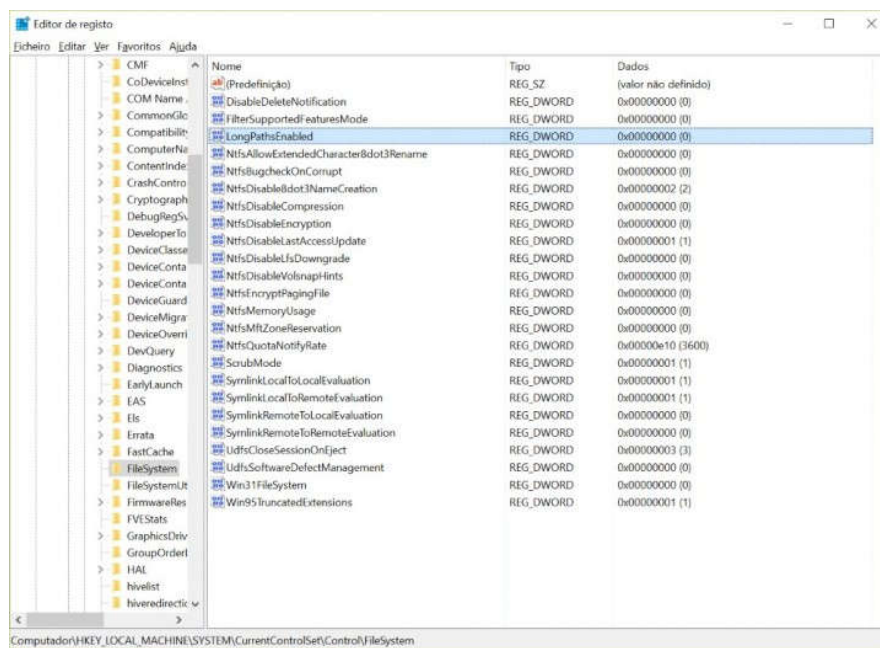 Editor de registo
Ficheiro Editar Ver Favoritos Ajuda
CMF
CoDeviceInst
COM Name .
CommonGlo
Compatibility
ComputerNa
ContentInde
CrashContro
Cryptograph
DebugRegSv
DeveloperTo
DeviceClasse
DeviceConta
DeviceConta
DeviceGuard
DeviceMigra
DeviceOverri
DevQuery
Diagnostics
EarlyLaunch
EAS
Els
Errata
FastCache
FileSystem
FileSystemUt
FirmwareRes
FVEStats
GraphicsDriv
GroupOrderl
HAL
hivelist
hiveredirectic
Nome Tipo Dados
(Predefinição) REG_SZ (valor não definido)
DisableDeleteNotification REG_DWORD 0x00000000 (0)
FilterSupportedFeaturesMode REG_DWORD 0x00000000 (0)
LongPathsEnabled REG_DWORD 0x00000000 (0)
NtfsAllowExtendedCharacter8dot3Rename REG_DWORD 0x00000000 (0)
NtfsBugcheckOnCorrupt REG_DWORD 0x00000000 (0)
NtfsDisable8dot3NameCreation REG_DWORD 0x00000002 (2)
NtfsDisableCompression REG_DWORD 0x00000000 (0)
NtfsDisableEncryption REG_DWORD 0x00000000 (0)
NtfsDisableLastAccessUpdate REG_DWORD 0x00000001 (1)
NtfsDisableLfsDowngrade REG_DWORD 0x00000000 (0)
NtfsDisableVolsnapHints REG_DWORD 0x00000000 (0)
NtfsEncryptPagingFile REG_DWORD 0x00000000 (0)
NtfsMemoryUsage REG_DWORD 0x00000000 (0)
NtfsMftZoneReservation REG_DWORD 0x00000000 (0)
NtfsQuotaNotifyRate REG_DWORD 0x00000e10 (3600)
ScrubMode REG_DWORD 0x00000001 (1)
SymlinkLocalToLocalEvaluation REG_DWORD 0x00000001 (1)
SymlinkLocalToRemoteEvaluation REG_DWORD 0x00000001 (1)
SymlinkRemoteToLocalEvaluation REG_DWORD 0x00000000 (0)
SymlinkRemoteToRemoteEvaluation REG_DWORD 0x00000000 (0)
UdfsCloseSessionOnEject REG_DWORD 0x00000003 (3)
UdfsSoftwareDefectManagement REG_DWORD 0x00000000 (0)
Win31FileSystem REG_DWORD 0x00000000 (0)
Win95TruncatedExtensions REG_DWORD 0x00000001 (1)
Computador\HKEY_LOCAL_MACHINE\SYSTEM\CurrentControlSet\Control\FileSystem